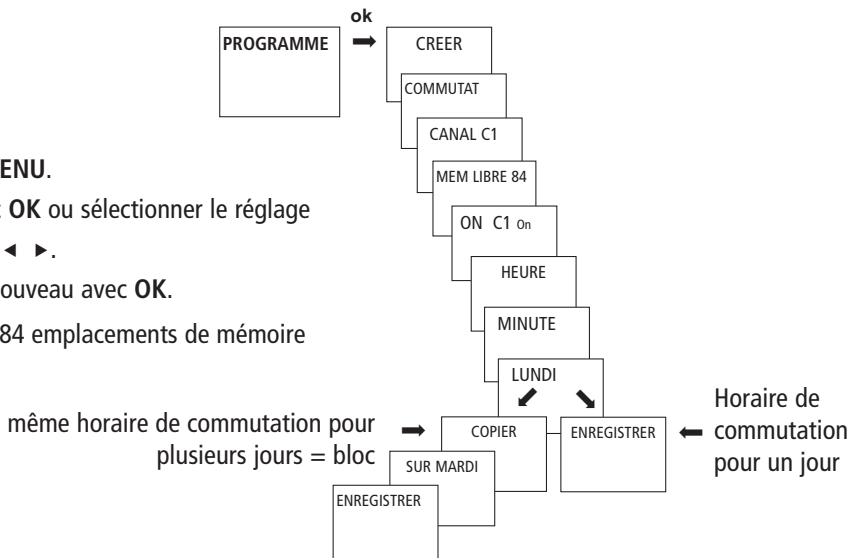 ok
PROGRAMME
CREER
COMMUTAT
CANAL C1
MEM LIBRE 84
ON C1 On
HEURE
MINUTE
LUNDI
COPIER
ENREGISTRER
SUR MARDI
ENREGISTRER
ENU.
OK ou sélectionner le réglage
◄ ►.
ouveau avec OK.
84 emplacements de mémoire
même horaire de commutation pour
plusieurs jours = bloc
Horaire de
commutation
pour un jour